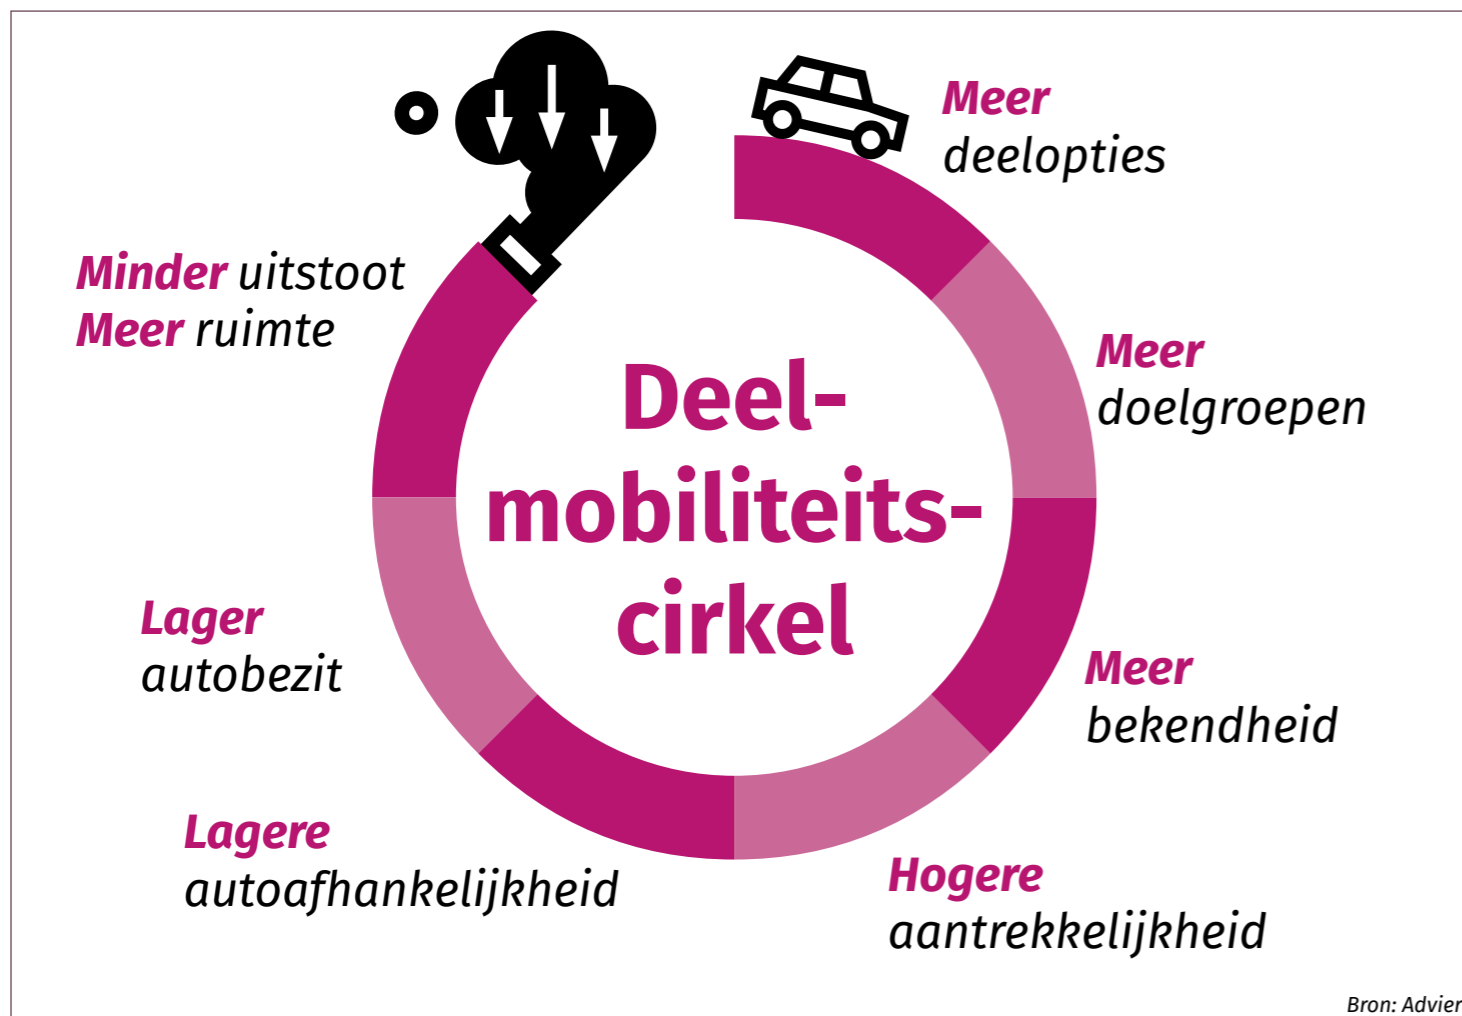 Meer
deelopties
Meer
doelgroepen
Meer
bekendheid
Hogere
aantrekkelijkheid
Lagere
autoafhankelijkheid
Lager
autobezit
Minder uitstoot
Meer ruimte
Deel-
mobiliteits-
cirkel
Bron: Advier